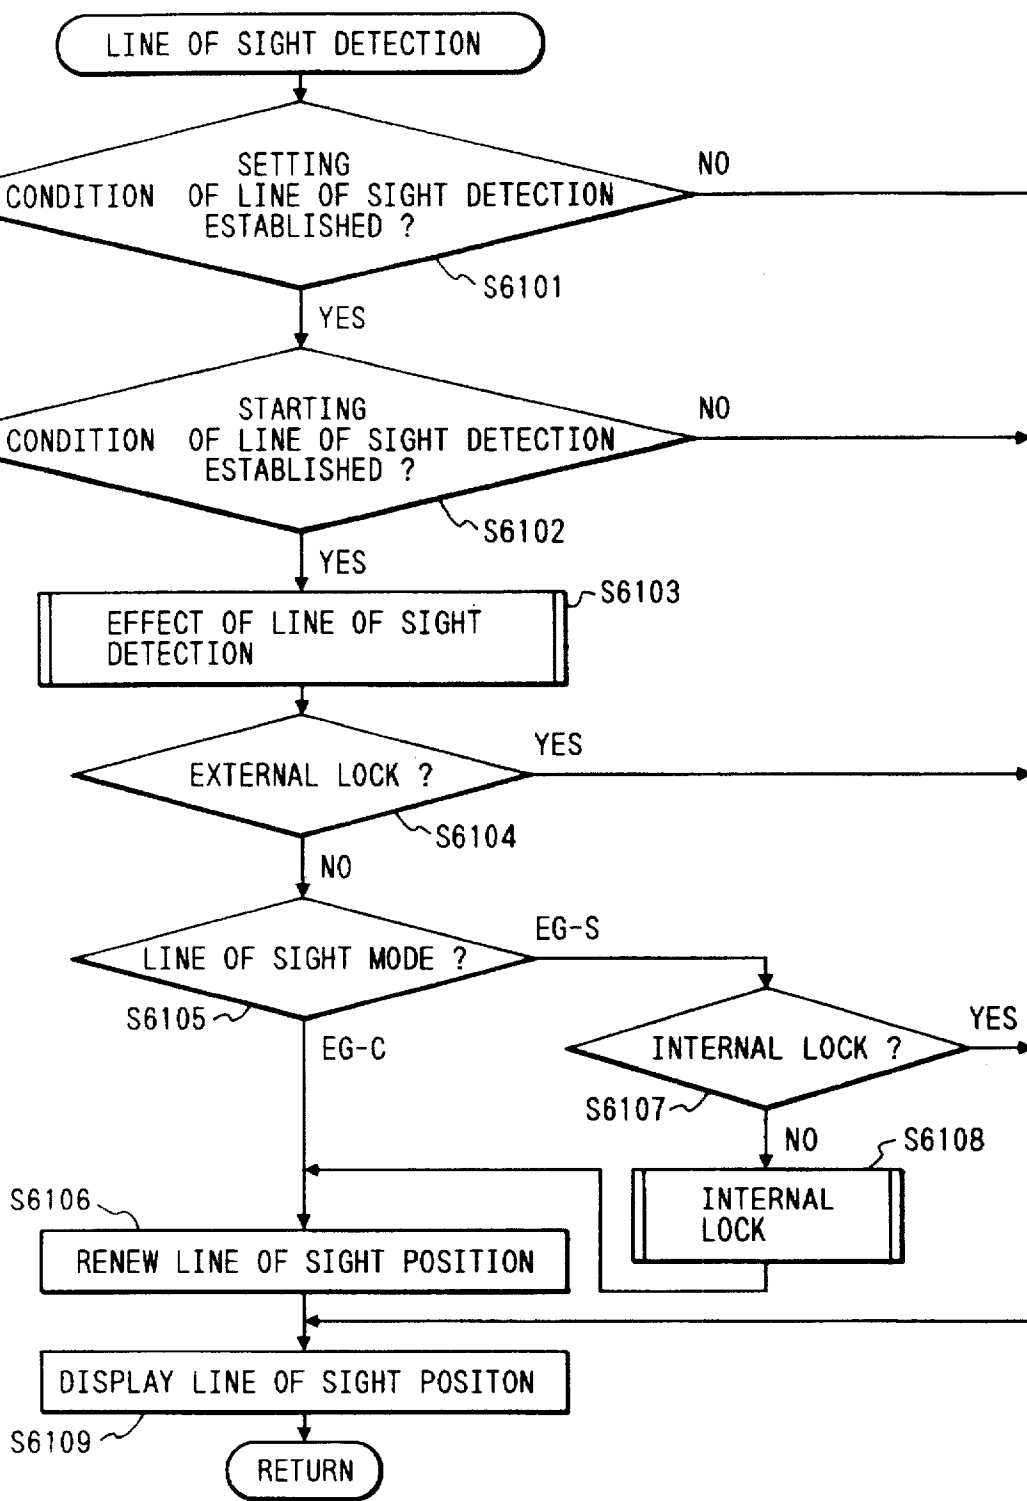 LINE OF SIGHT DETECTION
SETTING
CONDITION OF LINE OF SIGHT DETECTION
ESTABLISHED ?
NO
S6101
YES
STARTING
CONDITION OF LINE OF SIGHT DETECTION
ESTABLISHED ?
NO
S6102
YES
EFFECT OF LINE OF SIGHT
DETECTION
S6103
EXTERNAL LOCK ?
YES
S6104
NO
LINE OF SIGHT MODE ?
EG-S
S6105
EG-C
INTERNAL LOCK ?
YES
S6107
NO
S6108
INTERNAL
LOCK
S6106
RENEW LINE OF SIGHT POSITION
DISPLAY LINE OF SIGHT POSITON
S6109
RETURN